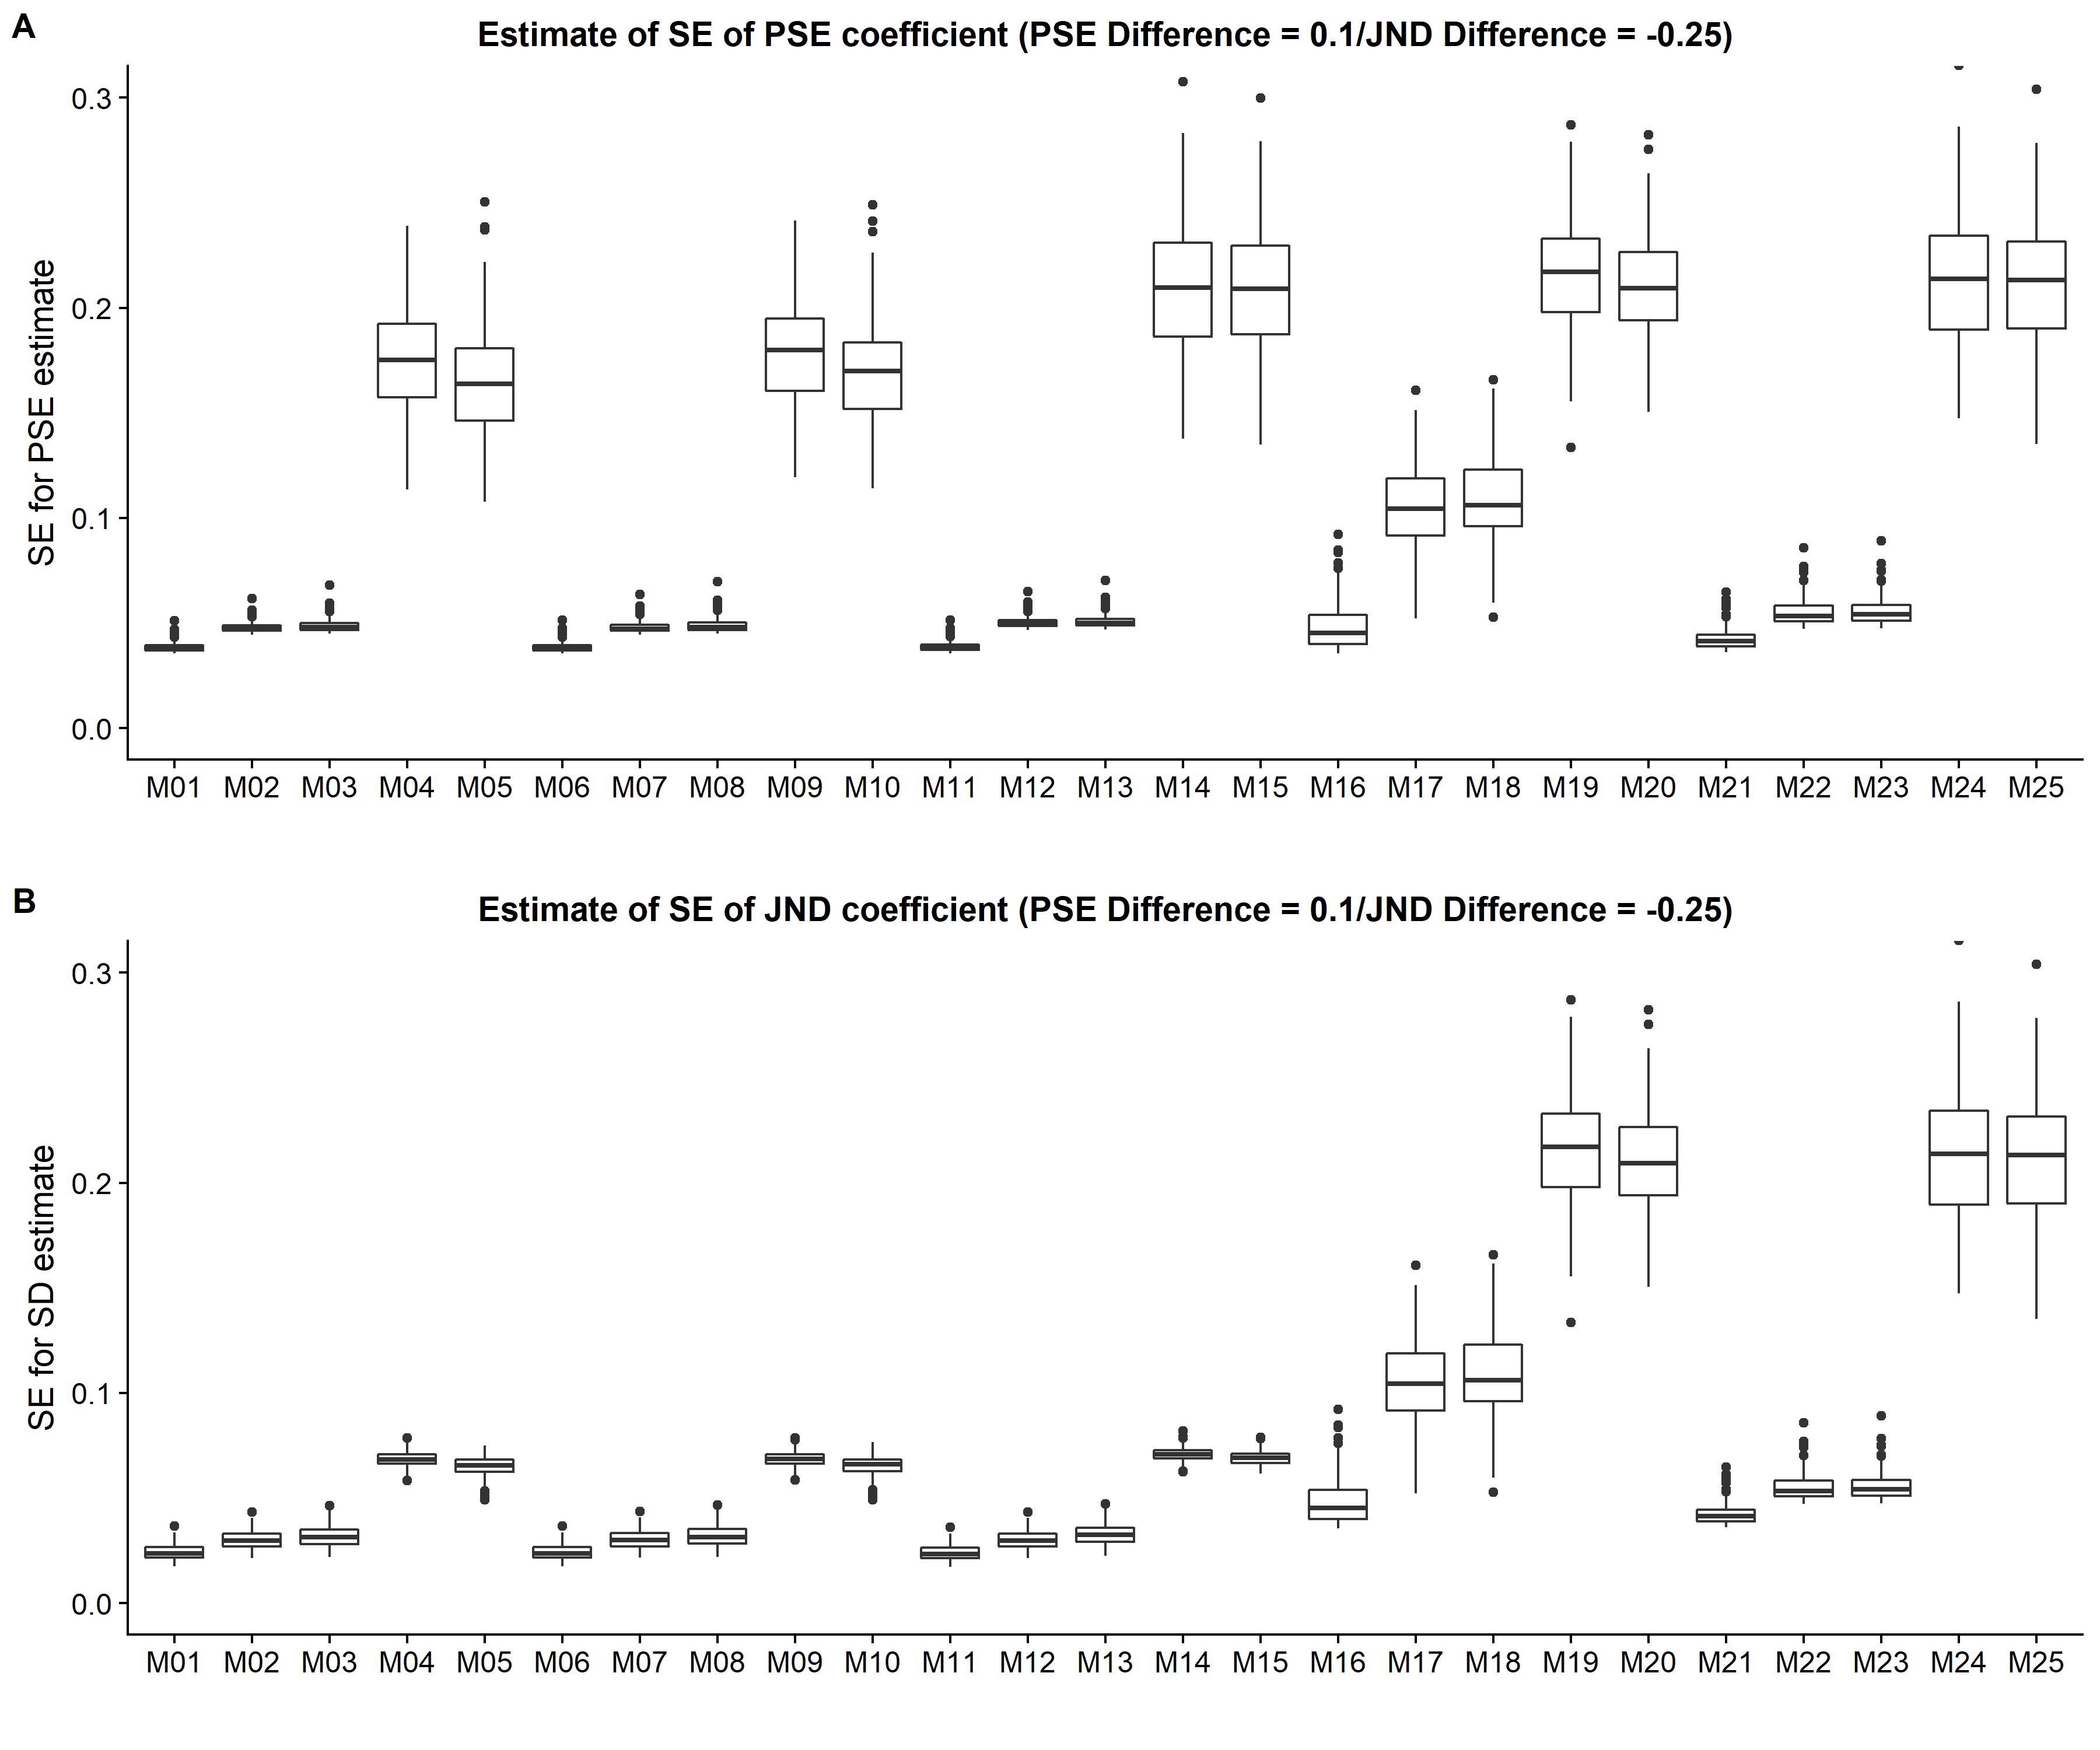 A
Estimate of SE of PSE coefficient (PSE Difference = 0.1/JND Difference = -0.25)
SE for PSE estimate
0.3
0.2
0.1
0.0
M01 M02 M03 M04 M05 M06 M07 M08 M09 M10 M11 M12 M13 M14 M15 M16 M17 M18 M19 M20 M21 M22 M23 M24 M25
B
Estimate of SE of JND coefficient (PSE Difference = 0.1/JND Difference = -0.25)
SE for SD estimate
0.3
0.2
0.1
0.0
M01 M02 M03 M04 M05 M06 M07 M08 M09 M10 M11 M12 M13 M14 M15 M16 M17 M18 M19 M20 M21 M22 M23 M24 M25